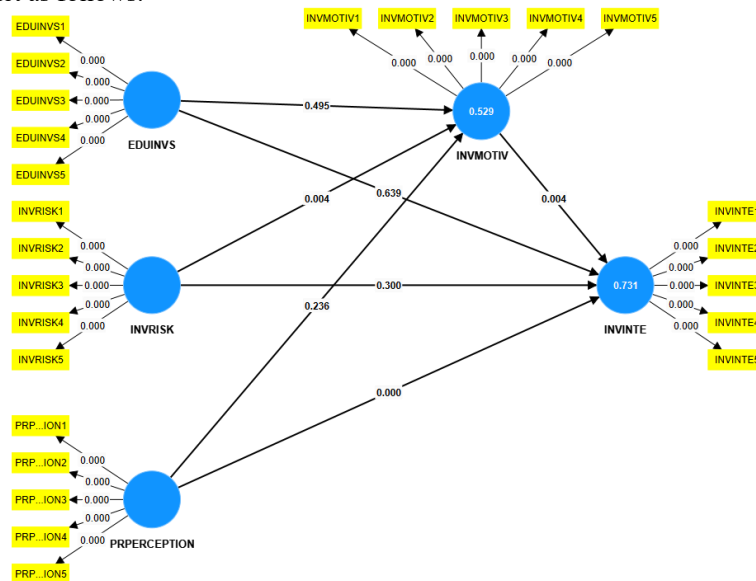 EDUINVS1
EDUINVS2
EDUINVS3
EDUINVS4
EDUINVS5
0.000
0.000
0.000
0.000
0.000
EDUINVS
INVMOTIV1
INVMOTIV2
INVMOTIV3
INVMOTIV4
INVMOTIV5
0.000
0.000
0.000
0.000
0.000
0.529
INVMOTIV
0.495
0.639
0.004
0.004
INVRISK1
INVRISK2
INVRISK3
INVRISK4
INVRISK5
0.000
0.000
0.000
0.000
0.000
INVRISK
0.300
0.236
0.000
INVINTE1
INVINTE2
INVINTE3
INVINTE4
INVINTE5
0.000
0.000
0.000
0.000
0.000
0.731
INVINTE
PRP...ION1
PRP...ION2
PRP...ION3
PRP...ION4
PRP...ION5
0.000
0.000
0.000
0.000
0.000
PRPERCEPTION